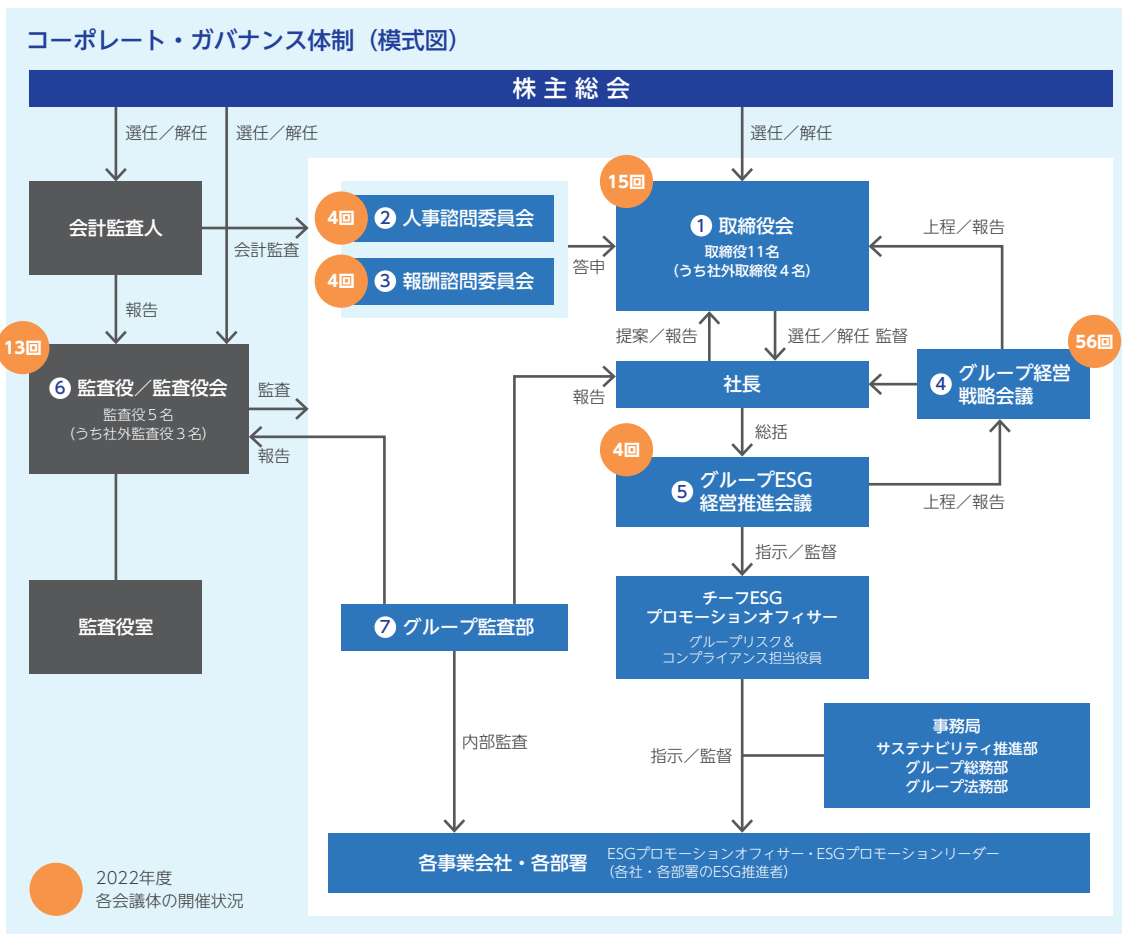 コーポレート・ガバナンス体制（模式図）
株主総会
選任／解任
選任／解任
選任／解任
会計監査人
会計監査
報告
4回
② 人事諮問委員会
4回
③ 報酬諮問委員会
答申
15回
① 取締役会
取締役11名
（うち社外取締役４名）
上程／報告
提案／報告
選任／解任 監督
56回
④ グループ経営
戦略会議
13回
⑥ 監査役／監査役会
監査役５名
（うち社外監査役３名）
監査
報告
報告
社長
総括
4回
⑤ グループESG
経営推進会議
上程／報告
指示／監督
監査役室
⑦ グループ監査部
チーフESG
プロモーションオフィサー
グループリスク＆
コンプライアンス担当役員
内部監査
指示／監督
事務局
サステナビリティ推進部
グループ総務部
グループ法務部
各事業会社・各部署
ESGプロモーションオフィサー・ESGプロモーションリーダー
（各社・各部署のESG推進者）
2022年度
各会議体の開催状況